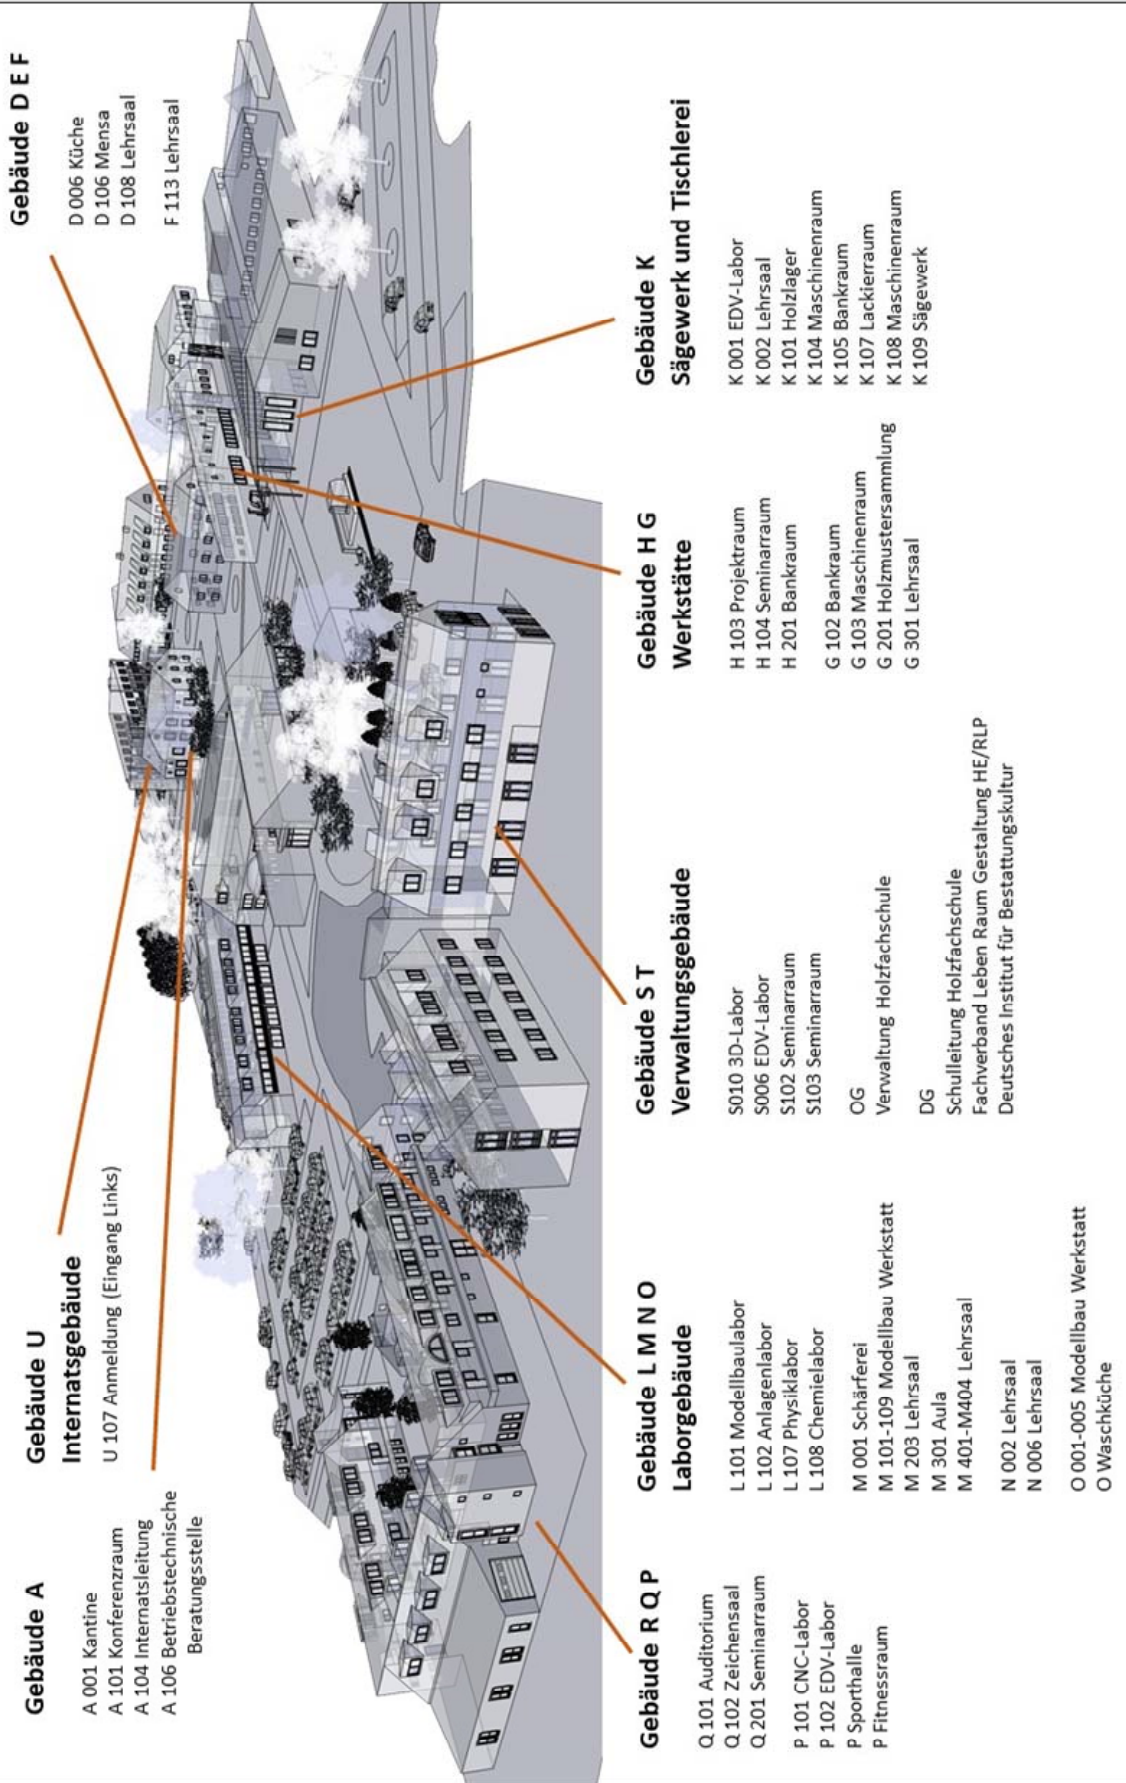 Gebäude A
A 001 Kantine
A 101 Konferenzraum
A 104 Internatsleitung
A 106 Betriebstechnische
Beratungsstelle
Gebäude U
Internatsgebäude
U 107 Anmeldung (Eingang Links)
Gebäude D E F
D 006 Küche
D 106 Mensa
D 108 Lehrsaal
F 113 Lehrsaal
Gebäude R Q P
Q 101 Auditorium
Q 102 Zeichensaal
Q 201 Seminarraum
P 101 CNC-Labor
P 102 EDV-Labor
P Sporthalle
P Fitnessraum
Gebäude L M N O
Laborgebäude
L 101 Modellbaulabor
L 102 Anlagenlabor
L 107 Physiklabor
L 108 Chemielabor
M 001 Schärferei
M 101-109 Modellbau Werkstatt
M 203 Lehrsaal
M 301 Aula
M 401-M404 Lehrsaal
N 002 Lehrsaal
N 006 Lehrsaal
O 001-005 Modellbau Werkstatt
O Waschküche
Gebäude S T
Verwaltungsgebäude
S010 3D-Labor
S006 EDV-Labor
S102 Seminarraum
S103 Seminarraum
OG
Verwaltung Holzfachschule
DG
Schulleitung Holzfachschule
Fachverband Leben Raum Gestaltung HE/RLP
Deutsches Institut für Bestattungskultur
Gebäude H G
Werkstätte
H 103 Projektraum
H 104 Seminarraum
H 201 Bankraum
G 102 Bankraum
G 103 Maschinenraum
G 201 Holzmustersammlung
G 301 Lehrsaal
Gebäude K
Sägewerk und Tischlerei
K 001 EDV-Labor
K 002 Lehrsaal
K 101 Holzlager
K 104 Maschinenraum
K 105 Bankraum
K 107 Lackierraum
K 108 Maschinenraum
K 109 Sägewerk